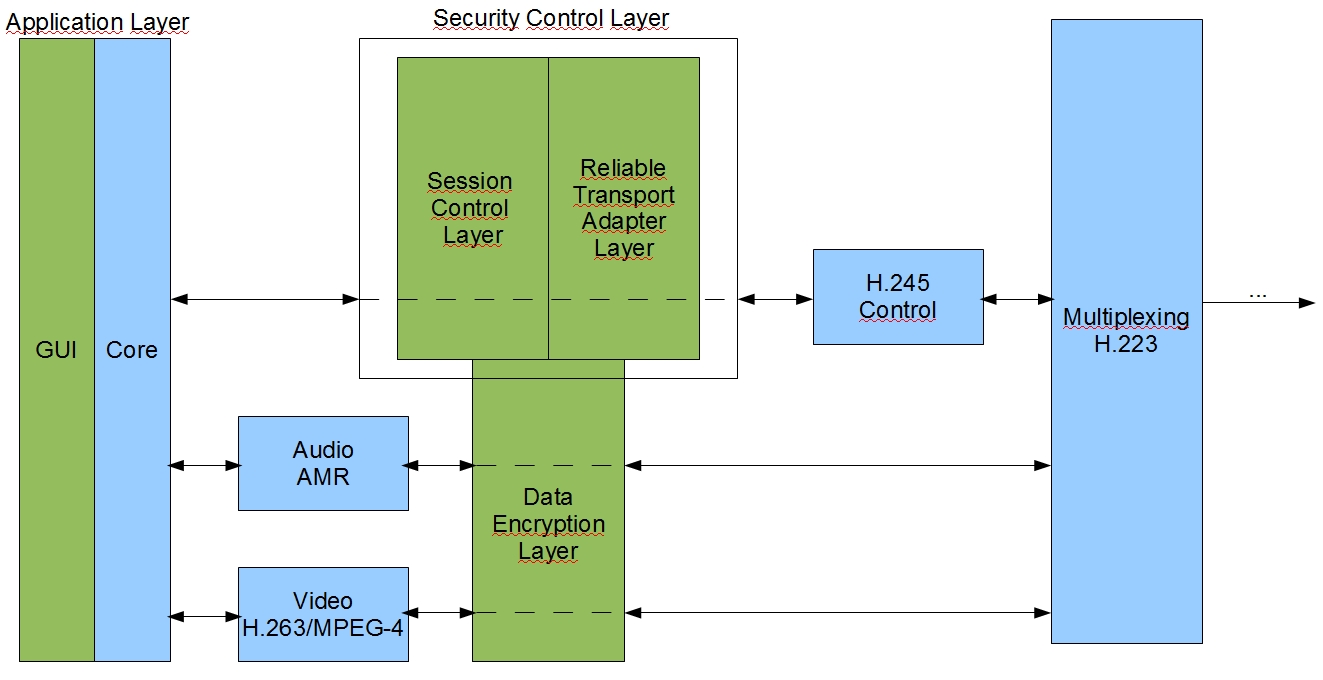 Application Layer
Security Control Layer
GUI
Core
Session
Control
Layer
Reliable
Transport
Adapter
Layer
H.245
Control
Multiplexing
H.223
...
Audio
AMR
Data
Encryption
Layer
Video
H.263/MPEG-4